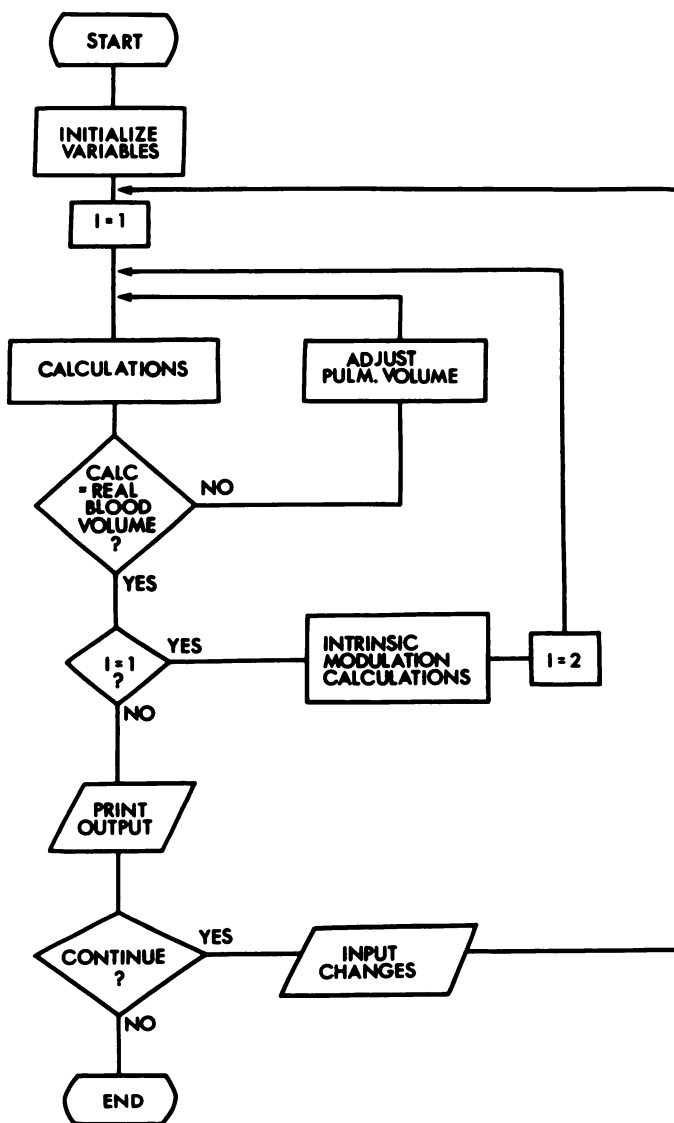 START
INITIALIZE
VARIABLES
I = 1
CALCULATIONS
ADJUST
PULM. VOLUME
CALC
= REAL
BLOOD
VOLUME
?
NO
YES
I = 1
?
YES
INTRINSIC
MODULATION
CALCULATIONS
I = 2
NO
PRINT
OUTPUT
CONTINUE
?
YES
INPUT
CHANGES
NO
END